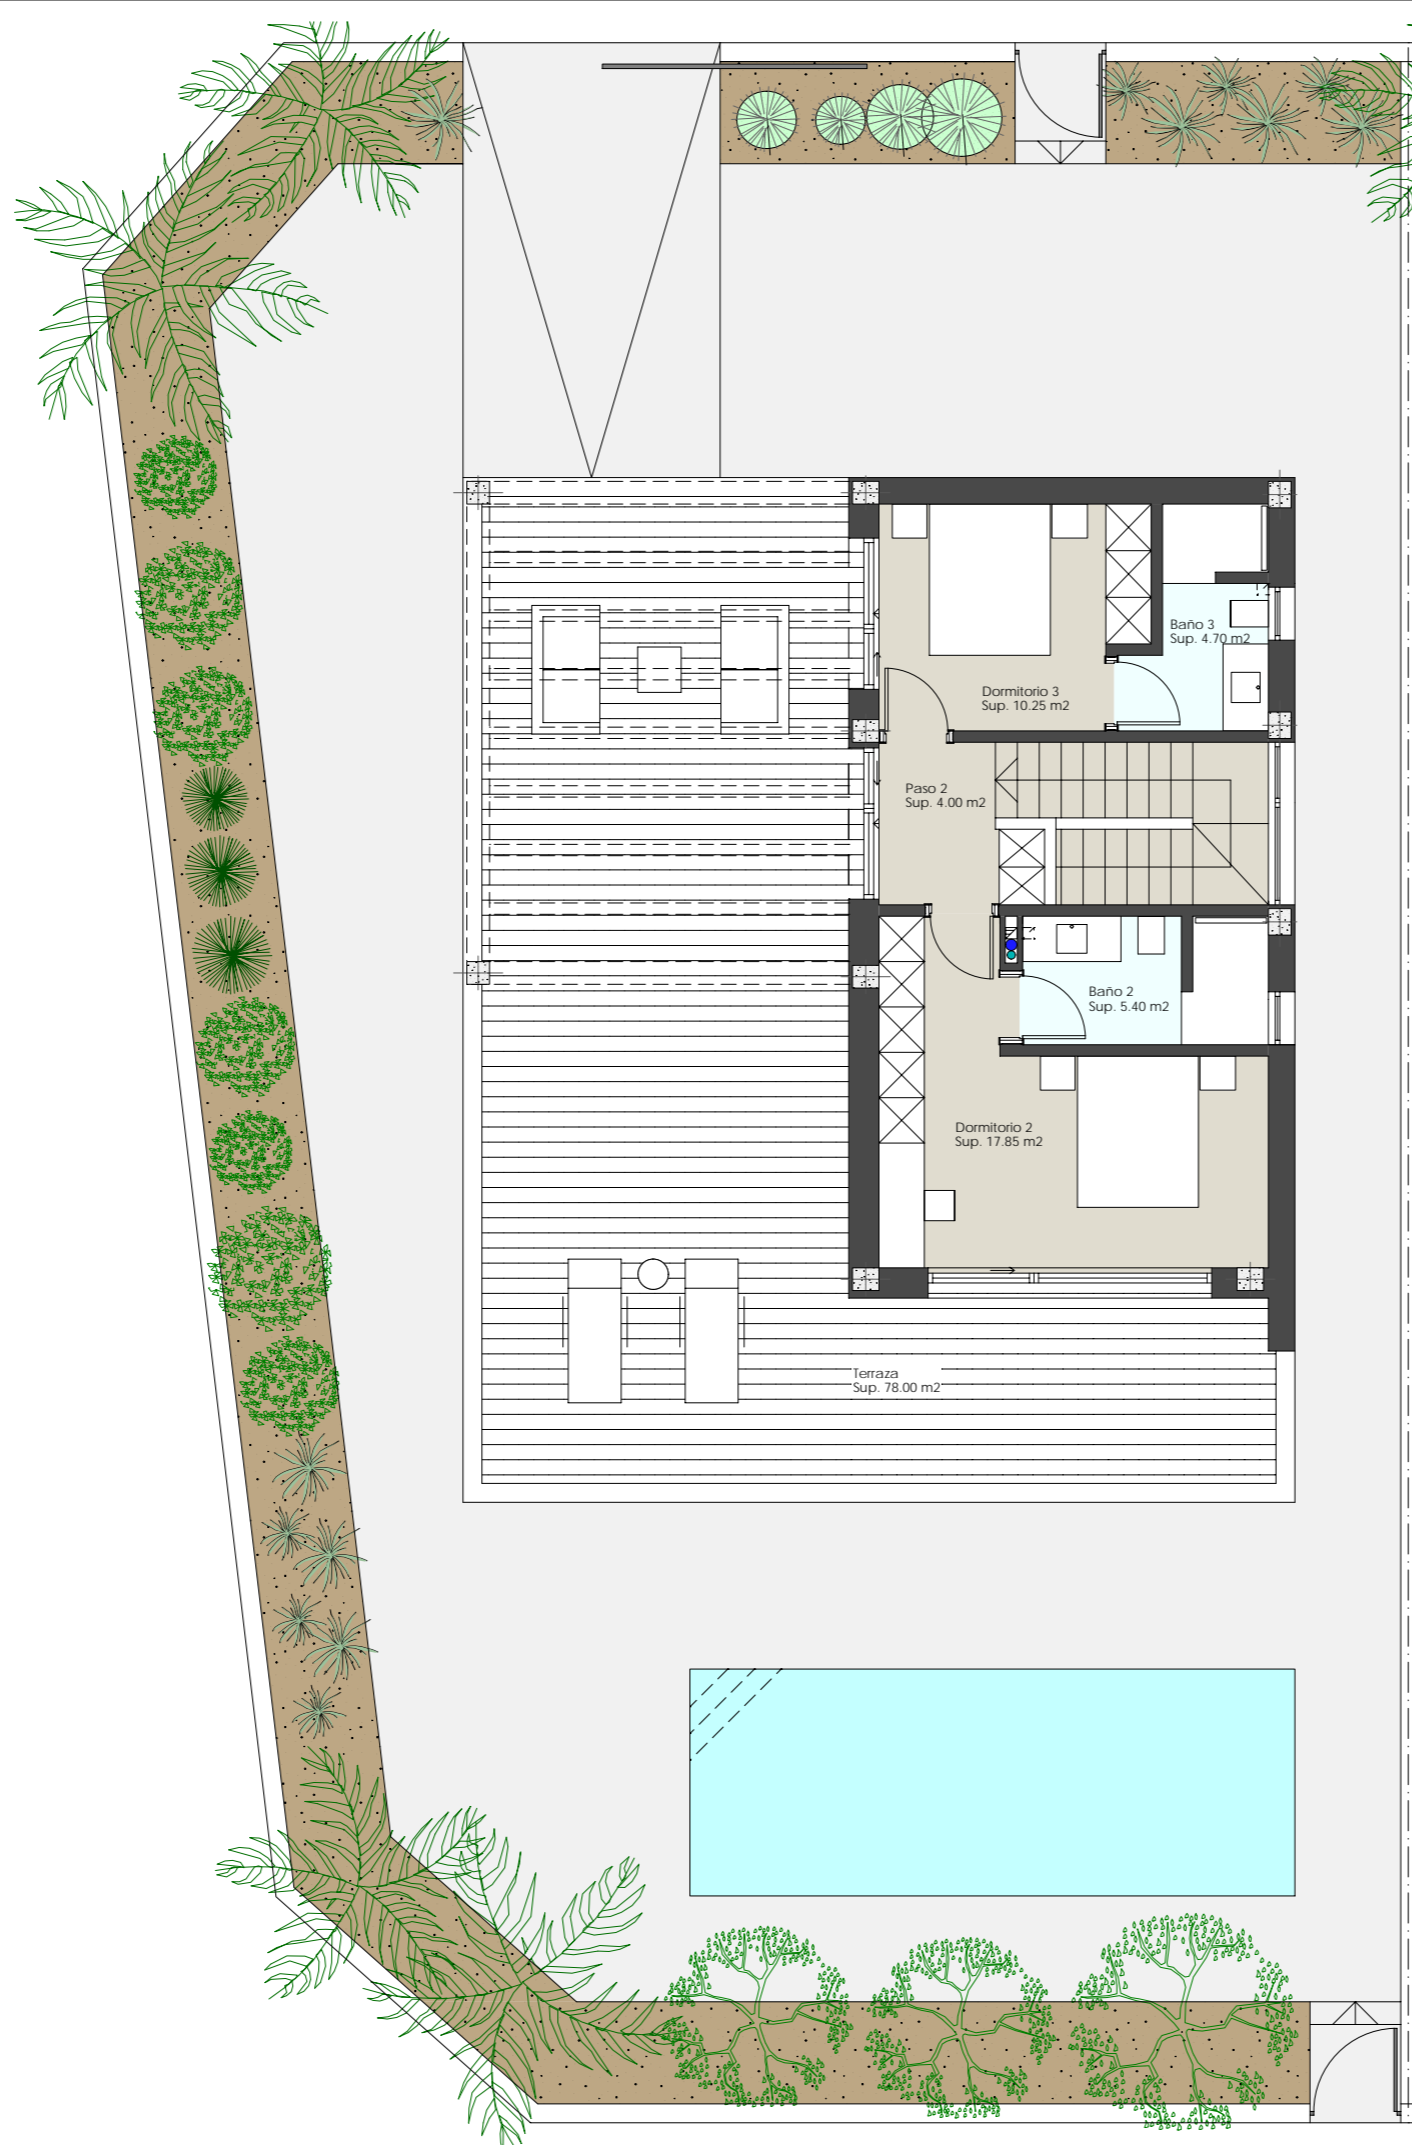 Baño 3
Sup. 4.70 m2
Dormitorio 3
Sup. 10.25 m2
Paso 2
Sup. 4.00 m2
Baño 2
Sup. 5.40 m2
Dormitorio 2
Sup. 17.85 m2
Terraza
Sup. 78.00 m2